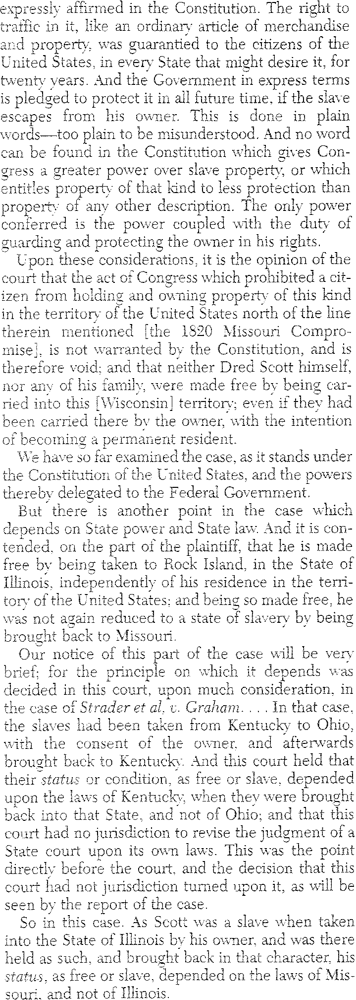 expressly affirmed in the Constitution. The right to
traffic in it, like an ordinary article of merchandise
and property, was guarantied to the citizens of the
United States, in every State that might desire it, for
twenty years. And the Government in express terms
is pledged to protect it in all future time, if the slave
escapes from his owner. This is done in plain
words—too plain to be misunderstood. And no word
can be found in the Constitution which gives Con-
gress a greater power over slave property, or which
entitles property of that kind to less protection than
property of any other description. The only power
conferred is the power coupled with the duty of
guarding and protecting the owner in his rights.
Upon these considerations, it is the opinion of the
court that the act of Congress which prohibited a cit-
izen from holding and owning property of this kind
in the territory of the United States north of the line
therein mentioned [the 1820 Missouri Compro-
mise], is not warranted by the Constitution, and is
therefore void; and that neither Dred Scott himself,
nor any of his family, were made free by being car-
ried into this [Wisconsin] territory; even if they had
been carried there by the owner, with the intention
of becoming a permanent resident.
We have so far examined the case, as it stands under
the Constitution of the United States, and the powers
thereby delegated to the Federal Government.
But there is another point in the case which
depends on State power and State law. And it is con-
tended, on the part of the plaintiff, that he is made
free by being taken to Rock Island, in the State of
Illinois, independently of his residence in the terri-
tory of the United States; and being so made free, he
was not again reduced to a state of slavery by being
brought back to Missouri.
Our notice of this part of the case will be very
brief; for the principle on which it depends was
decided in this court, upon much consideration, in
the case of Strader et al. v. Graham. . . . In that case,
the slaves had been taken from Kentucky to Ohio,
with the consent of the owner, and afterwards
brought back to Kentucky. And this court held that
their status or condition, as free or slave, depended
upon the laws of Kentucky, when they were brought
back into that State, and not of Ohio; and that this
court had no jurisdiction to revise the judgment of a
State court upon its own laws. This was the point
directly before the court, and the decision that this
court had not jurisdiction turned upon it, as will be
seen by the report of the case.
So in this case. As Scott was a slave when taken
into the State of Illinois by his owner, and was there
held as such, and brought back in that character, his
status, as free or slave, depended on the laws of Mis-
souri, and not of Illinois.